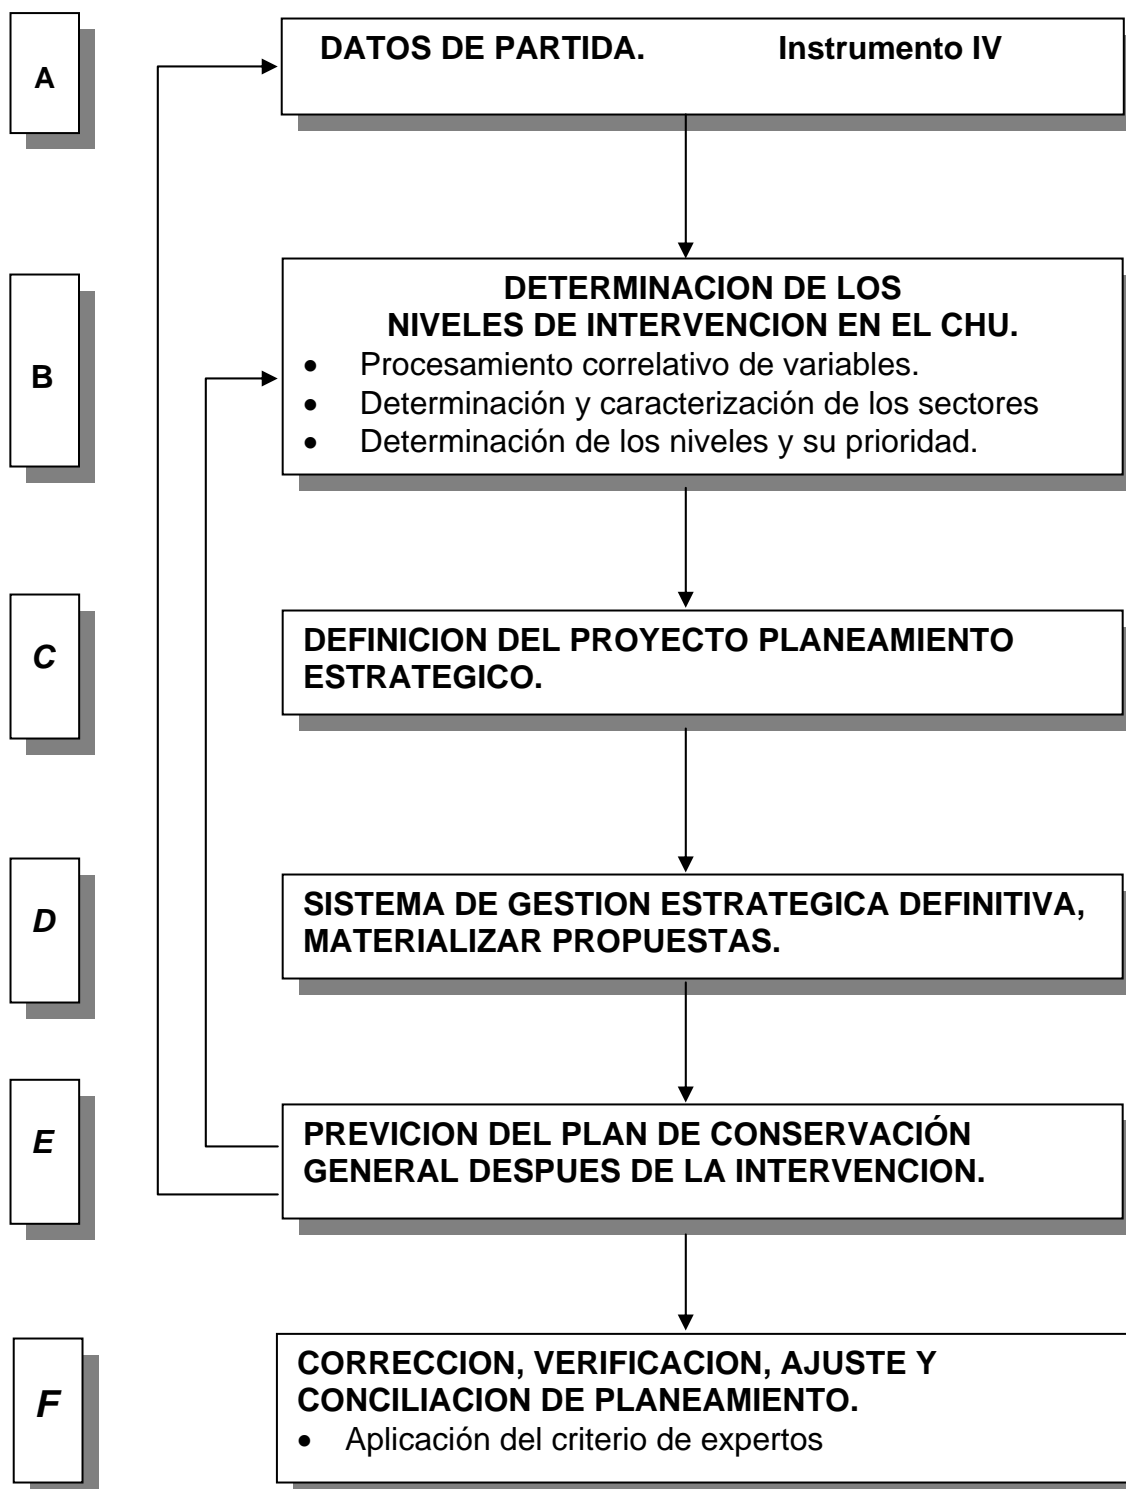 A
DATOS DE PARTIDA. Instrumento IV
B
DETERMINACION DE LOS
NIVELES DE INTERVENCION EN EL CHU.
• Procesamiento correlativo de variables.
• Determinación y caracterización de los sectores
• Determinación de los niveles y su prioridad.
C
DEFINICION DEL PROYECTO PLANEAMIENTO
ESTRATEGICO.
D
SISTEMA DE GESTION ESTRATEGICA DEFINITIVA,
MATERIALIZAR PROPUESTAS.
E
PREVICION DEL PLAN DE CONSERVACIÓN
GENERAL DESPUES DE LA INTERVENCION.
F
CORRECCION, VERIFICACION, AJUSTE Y
CONCILIACION DE PLANEAMIENTO.
• Aplicación del criterio de expertos